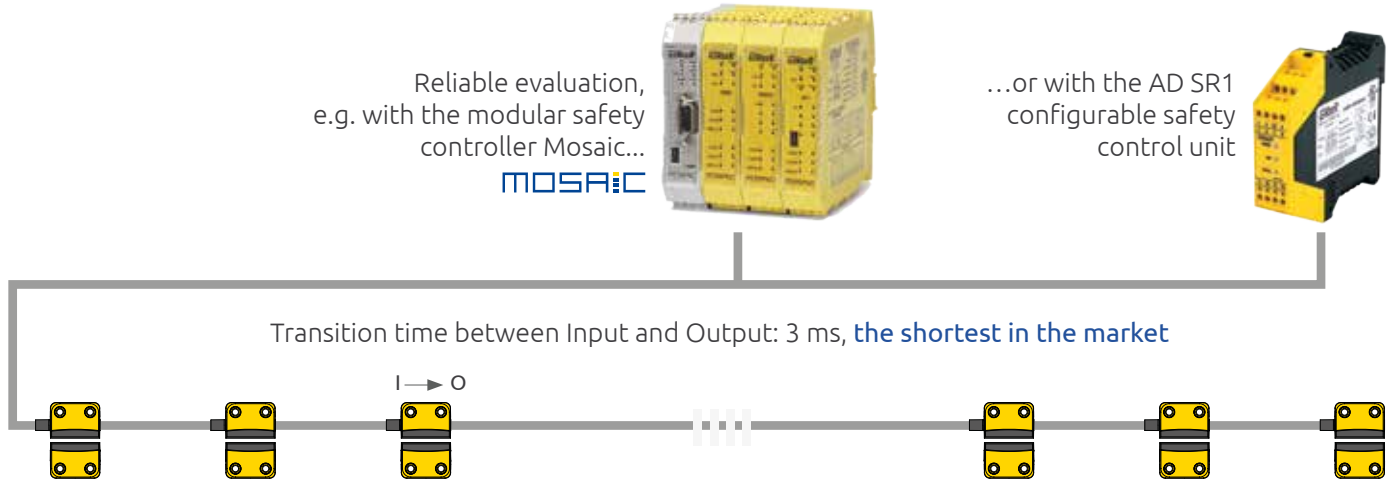 Reliable evaluation,
e.g. with the modular safety
controller Mosaic...
MOSAIC
...or with the AD SR1
configurable safety
control unit
Transition time between Input and Output: 3 ms, the shortest in the market
I O